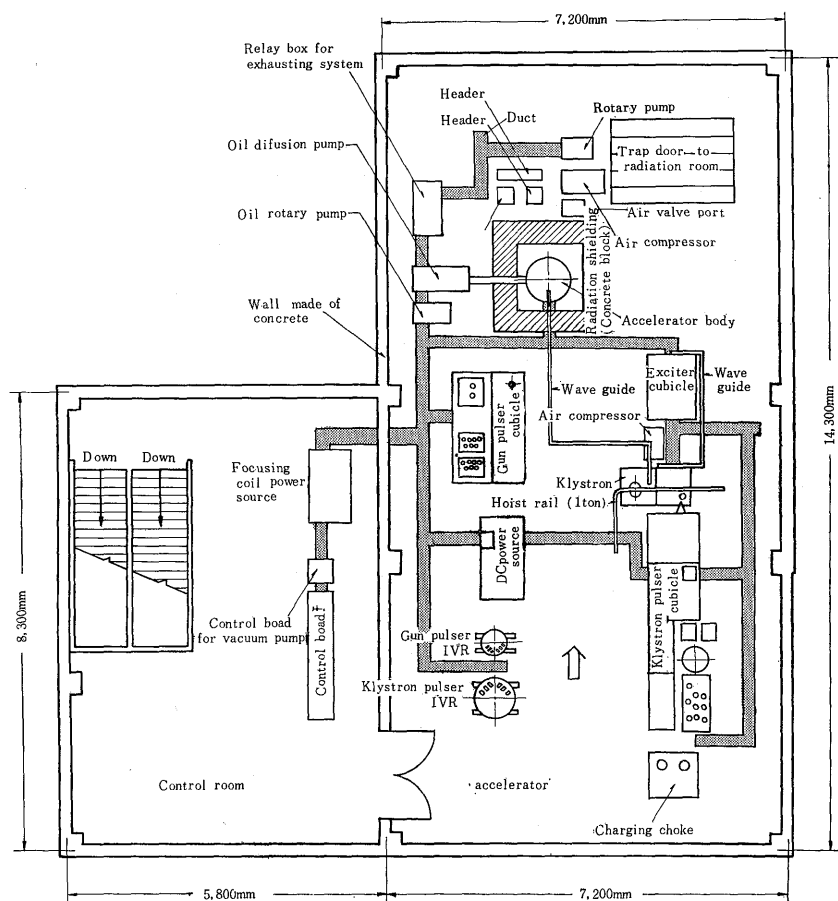 7,200mm
Relay box for
exhausting system
Header
Header
Duct
Rotary pump
Oil difusion pump
Trap door to
radiation room
Oil rotary pump
Air valve port
Air compressor
Radiation shielding
(Concrete block)
Wall made of
concrete
Accelerator body
Exciter
cubicle
Wave
guide
Wave guide
Gun pulser
cubicle
Air compressor
14,300mm
Down
Down
Focusing
coil power
source
Klystron
Hoist rail (1ton)
DCpower
source
8,300mm
Control boad
for vacuum pump
Control boad
Klystron pulser
cubicle
Gun pulser
IVR
Klystron pulser
IVR
Control room
accelerator
Charging choke
5,800mm
7,200mm